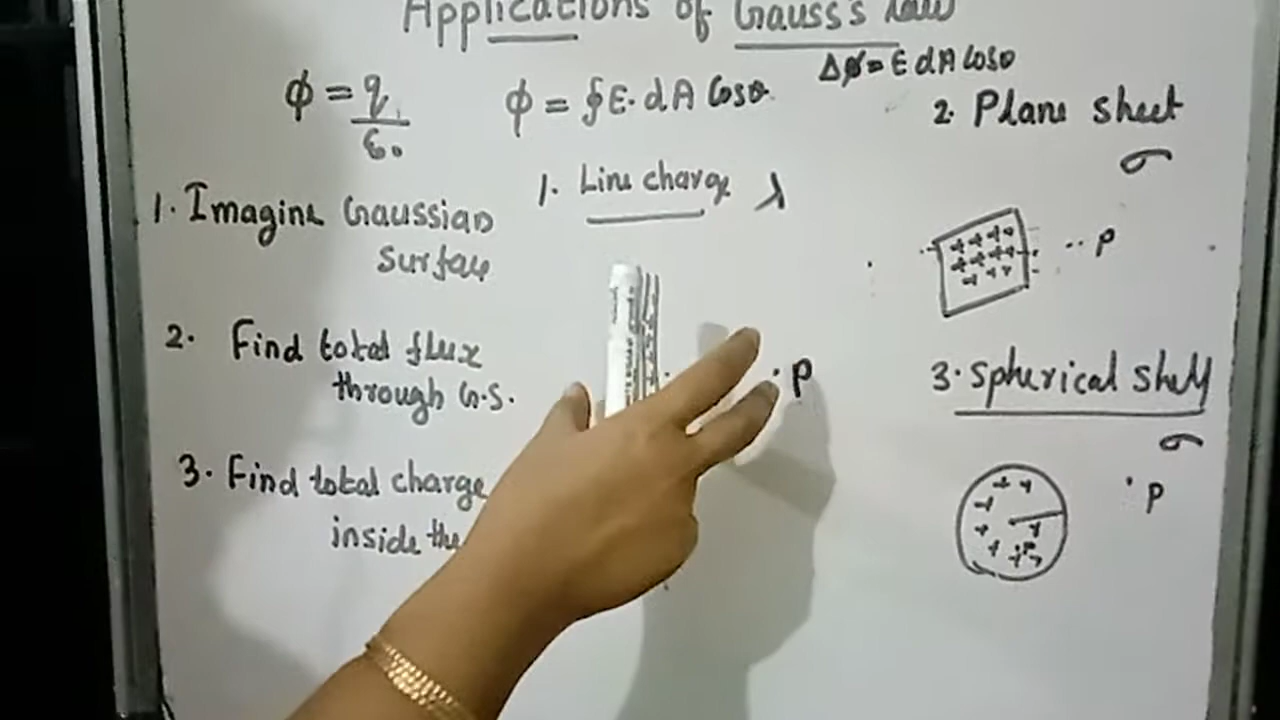 Applications of Gauss's law
ϕ = q/ε₀
ϕ = ∮E. dA Cosθ
Δϕ = E dA Cosθ
1. Imagine Gaussian
surface
2. Find total flux
through G.S.
3. Find total charge
inside the
1. Line charge λ
P
2. Plane sheet
σ
P
3. Spherical shell
σ
P